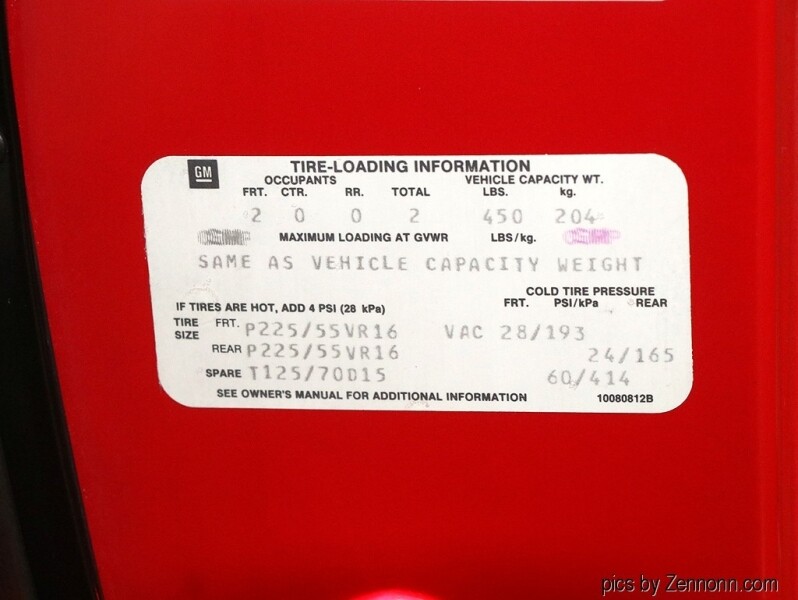 GM TIRE-LOADING INFORMATION
OCCUPANTS VEHICLE CAPACITY WT.
FRT. CTR. RR. TOTAL LBS. kg.
2 0 0 2 450 204
MAXIMUM LOADING AT GVWR LBS/kg.
SAME AS VEHICLE CAPACITY WEIGHT
COLD TIRE PRESSURE
IF TIRES ARE HOT, ADD 4 PSI (28 kPa) FRT. PSI/kPa REAR
TIRE SIZE FRT. P225/55VR16 VAC 28/193
REAR P225/55VR16 24/165
SPARE T125/70D15 60/414
SEE OWNER'S MANUAL FOR ADDITIONAL INFORMATION 10080812B
pics by Zennonn.com